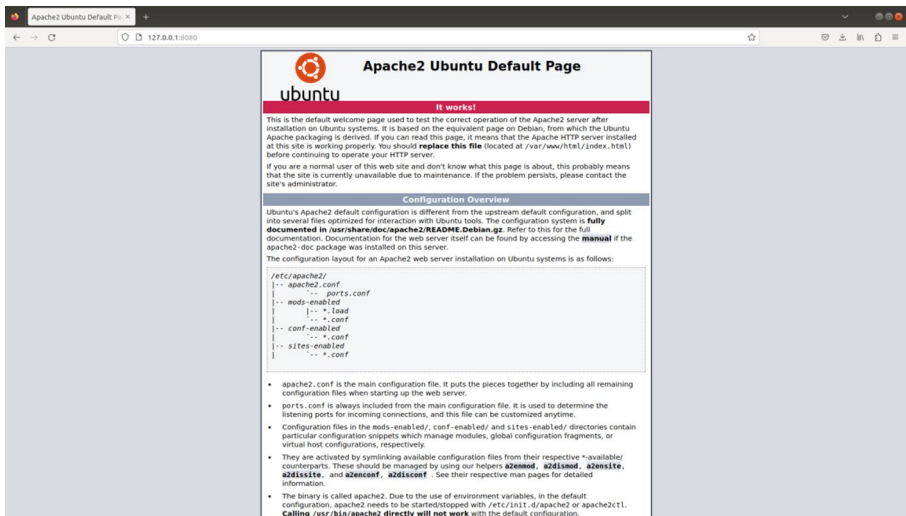 Apache2 Ubuntu Default Pa
127.0.0.1:8080
ubuntu
Apache2 Ubuntu Default Page
It works!
This is the default welcome page used to test the correct operation of the Apache2 server after
installation on Ubuntu systems. It is based on the equivalent page on Debian, from which the Ubuntu
Apache packaging is derived. If you can read this page, it means that the Apache HTTP server installed
at this site is working properly. You should replace this file (located at /var/www/html/index.html)
before continuing to operate your HTTP server.
If you are a normal user of this web site and don't know what this page is about, this probably means
that the site is currently unavailable due to maintenance. If the problem persists, please contact the
site's administrator.
Configuration Overview
Ubuntu's Apache2 default configuration is different from the upstream default configuration, and split
into several files optimized for interaction with Ubuntu tools. The configuration system is fully
documented in /usr/share/doc/apache2/README.Debian.gz. Refer to this for the full
documentation. Documentation for the web server itself can be found by accessing the manual if the
apache2-doc package was installed on this server.
The configuration layout for an Apache2 web server installation on Ubuntu systems is as follows:
/etc/apache2/
|-- apache2.conf
|       `--  ports.conf
|-- mods-enabled
|       |-- *.load
|       `-- *.conf
|-- conf-enabled
|       `-- *.conf
|-- sites-enabled
|       `-- *.conf
• apache2.conf is the main configuration file. It puts the pieces together by including all remaining
configuration files when starting up the web server.
• ports.conf is always included from the main configuration file. It is used to determine the
listening ports for incoming connections, and this file can be customized anytime.
• Configuration files in the mods-enabled/, conf-enabled/ and sites-enabled/ directories contain
particular configuration snippets which manage modules, global configuration fragments, or
virtual host configurations, respectively.
• They are activated by symlinking available configuration files from their respective *-available/
counterparts. These should be managed by using our helpers a2enmod, a2dismod, a2ensite,
a2dissite, and a2enconf, a2disconf . See their respective man pages for detailed
information.
• The binary is called apache2. Due to the use of environment variables, in the default
configuration, apache2 needs to be started/stopped with /etc/init.d/apache2 or apache2ctl.
Calling /usr/bin/apache2 directly will not work with the default configuration.